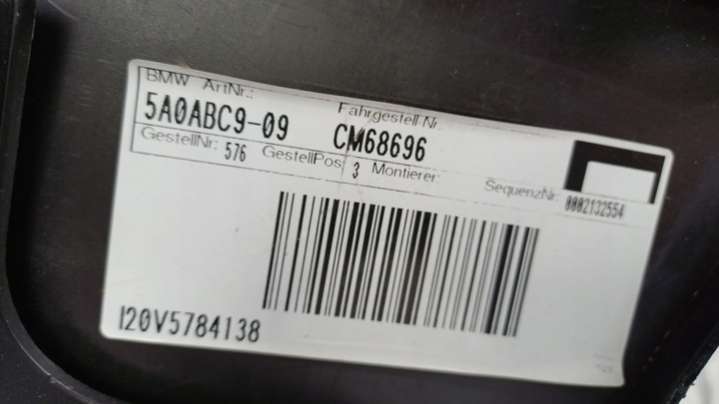 BMW ArtNr.: Fahrgestell Nr.
5A0ABC9-09 CM68696
GestellNr: 576 GestellPos: 3 Montierer: SequenzNr: 0002132554
I20V5784138